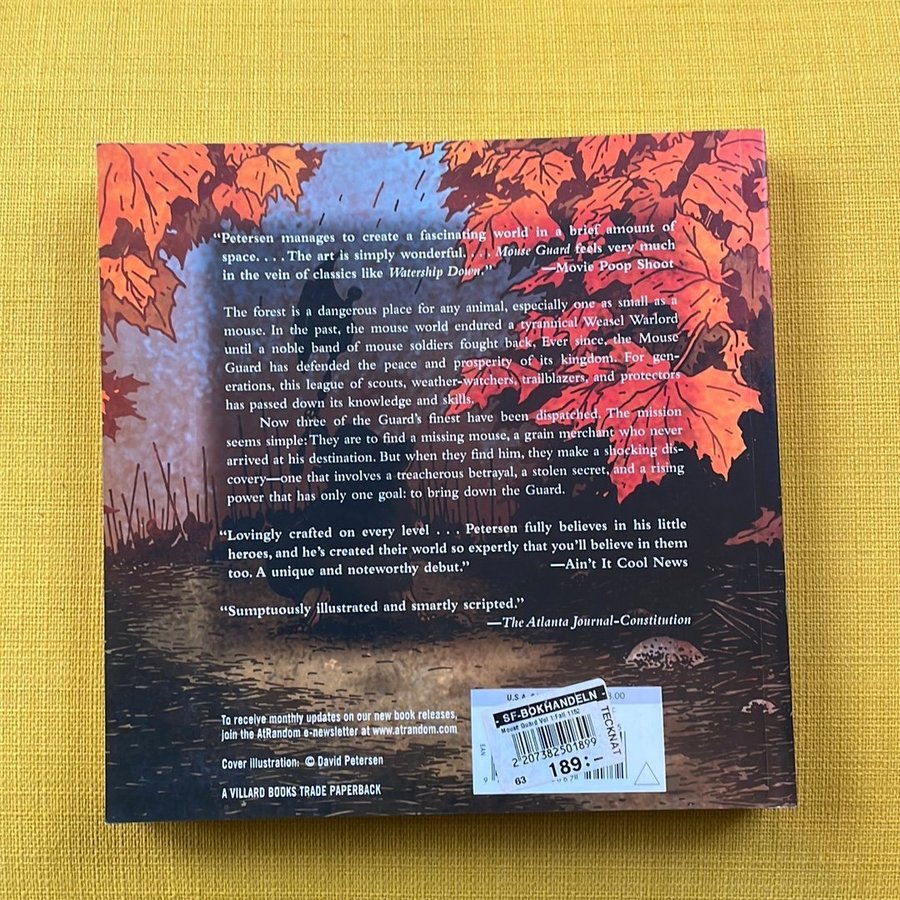 “Petersen manages to create a fascinating world in a brief amount of
space. . . . The art is simply wonderful. . . . Mouse Guard feels very much
in the vein of classics like Watership Down.” —Movie Poop Shoot
The forest is a dangerous place for any animal, especially one as small as a
mouse. In the past, the mouse world endured a tyrannical Weasel Warlord
until a noble band of mouse soldiers fought back. Ever since, the Mouse
Guard has defended the peace and prosperity of its kingdom. For gen-
erations, this league of scouts, weather-watchers, trailblazers, and protectors
has passed down its knowledge and skills.
Now three of the Guard’s finest have been dispatched. The mission
seems simple: They are to find a missing mouse, a grain merchant who never
arrived at his destination. But when they find him, they make a shocking dis-
covery—one that involves a treacherous betrayal, a stolen secret, and a rising
power that has only one goal: to bring down the Guard.
“Lovingly crafted on every level . . . Petersen fully believes in his little
heroes, and he’s created their world so expertly that you’ll believe in them
too. A unique and noteworthy debut.” —Ain’t It Cool News
“Sumptuously illustrated and smartly scripted.”
—The Atlanta Journal-Constitution
To receive monthly updates on our new book releases,
join the AtRandom e-newsletter at www.atrandom.com.
Cover illustration: © David Petersen
A VILLARD BOOKS TRADE PAPERBACK
U.S.A.
SF-BOKHANDELN
Mouse Guard Vol 1:Fall 1152
TECKNAT
2 207382501899
63 189:-
EAN